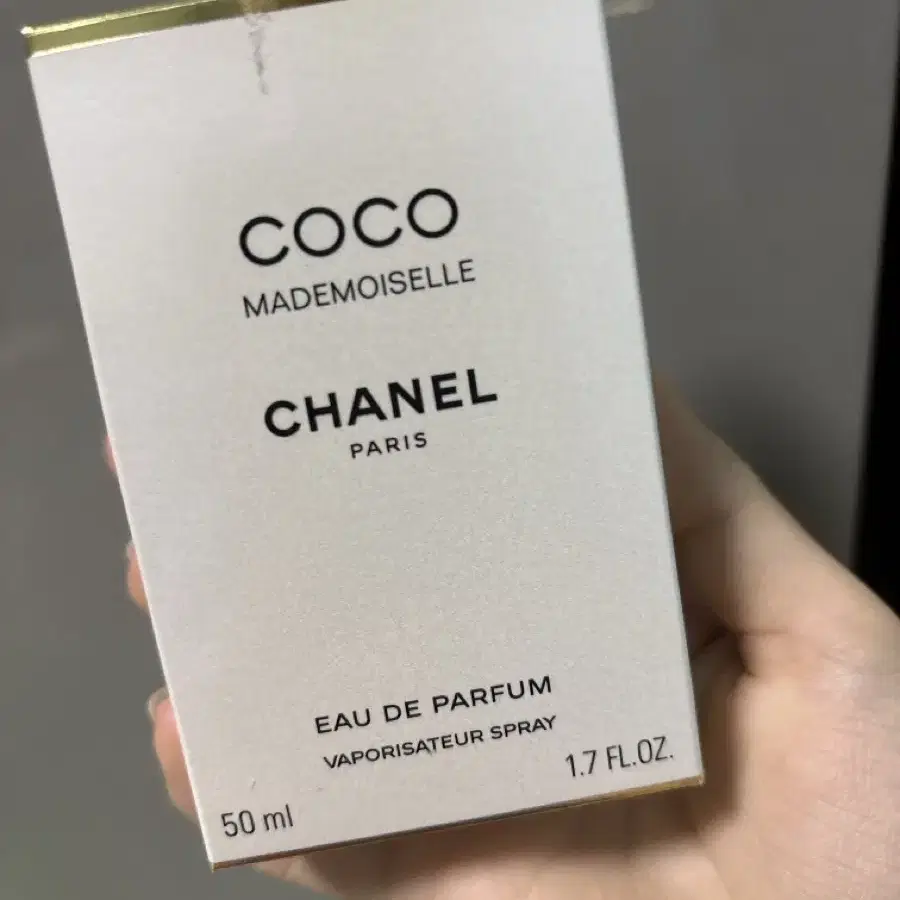 COCO
MADEMOISELLE
CHANEL
PARIS
EAU DE PARFUM
VAPORISATEUR SPRAY
50 ml 1.7 FL.OZ.